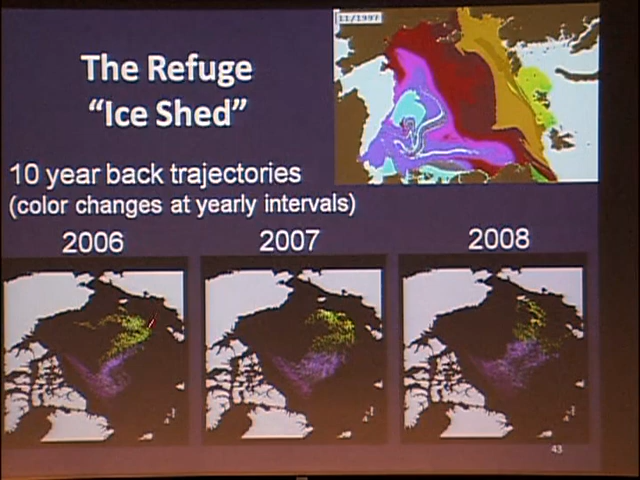 11/1997
The Refuge
"Ice Shed"
10 year back trajectories
(color changes at yearly intervals)
2006
2007
2008
43